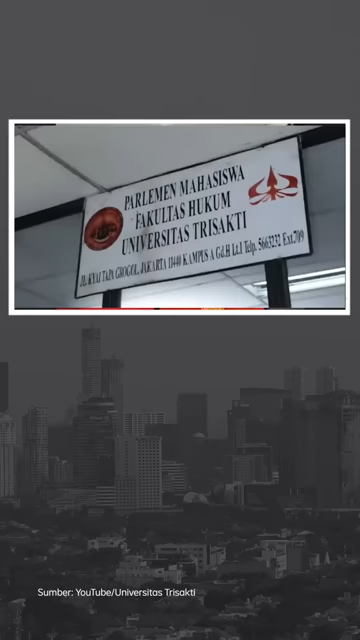 PARLEMEN MAHASISWA
FAKULTAS HUKUM
UNIVERSITAS TRISAKTI
JL. KYAI TAPA GROGOL, JAKARTA 11440 KAMPUS A Gd.H Lt.1 Telp. 5663232 Ext.709
Sumber: YouTube/Universitas Trisakti